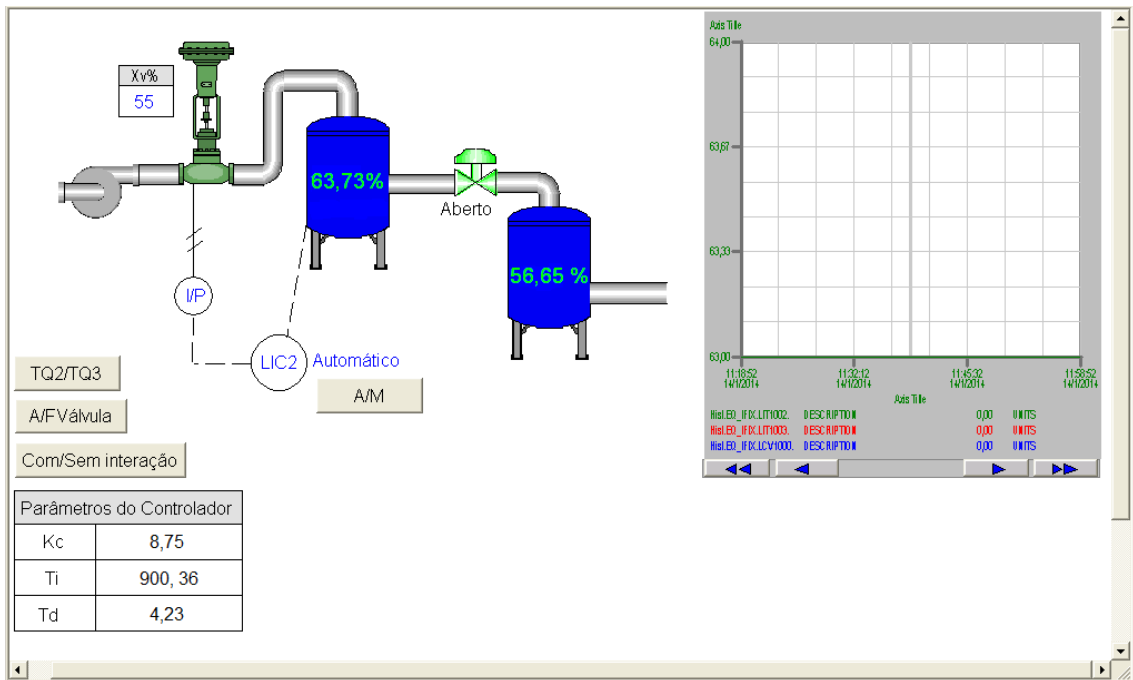 Xv%
55
63,73%
Aberto
56,65 %
I/P
LIC2
Automático
A/M
TQ2/TQ3
A/FVálvula
Com/Sem interação
Parâmetros do Controlador
Kc 8,75
Ti 900, 36
Td 4,23
Axis Title
64,00
63,67
63,33
63,00
11:18:52 11:32:12 11:45:32 11:58:52
14/1/2014 14/1/2014 14/1/2014 14/1/2014
Axis Title
Hist.EQ_IFIX.LIT1002. DESCRIPTION 0,00 UNITS
Hist.EQ_IFIX.LIT1003. DESCRIPTION 0,00 UNITS
Hist.EQ_IFIX.LCV1000. DESCRIPTION 0,00 UNITS